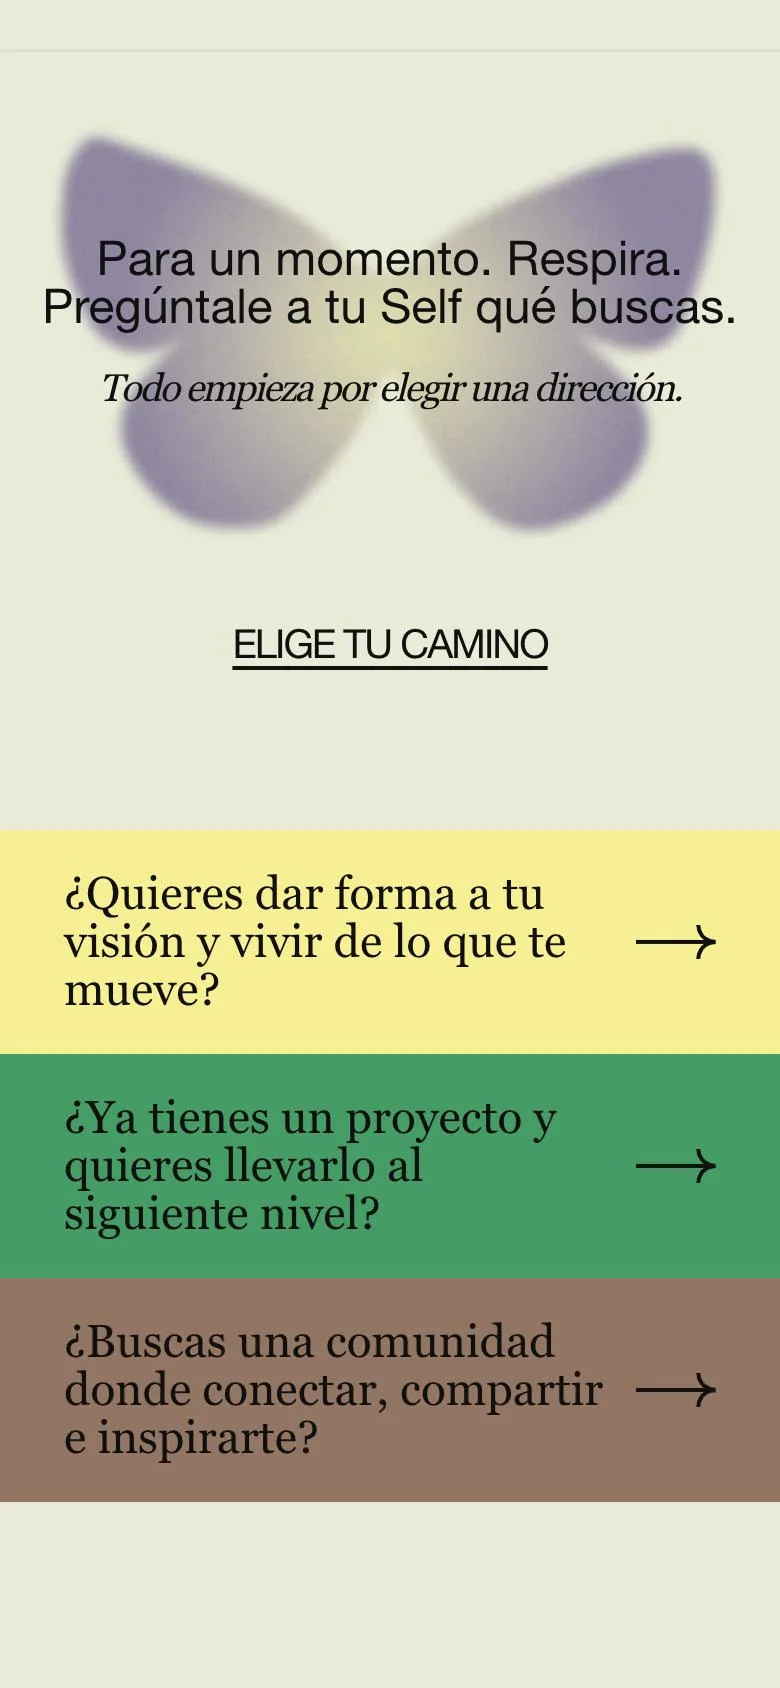 Para un momento. Respira.
Pregúntale a tu Self qué buscas.
Todo empieza por elegir una dirección.
ELIGE TU CAMINO
¿Quieres dar forma a tu
visión y vivir de lo que te
mueve?
¿Ya tienes un proyecto y
quieres llevarlo al
siguiente nivel?
¿Buscas una comunidad
donde conectar, compartir
e inspirarte?